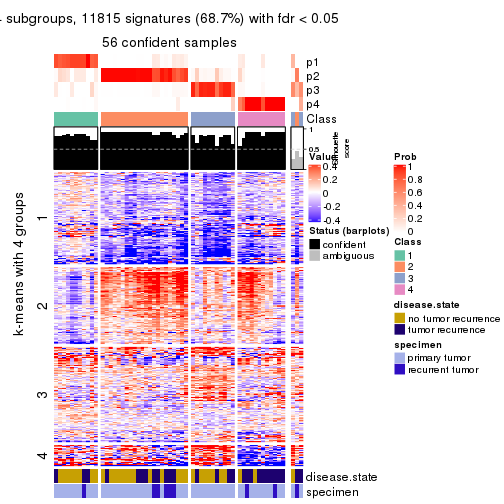 subgroups, 11815 signatures (68.7%) with fdr < 0.05
56 confident samples
p1
p2
p3
p4
Class
1
0.5
0
silhouette
score
k-means with 4 groups
1
2
3
4
disease.state
specimen
Value
0.4
0.2
0
-0.2
-0.4
Status (barplots)
confident
ambiguous
Prob
1
0.8
0.6
0.4
0.2
0
Class
1
2
3
4
disease.state
no tumor recurrence
tumor recurrence
specimen
primary tumor
recurrent tumor